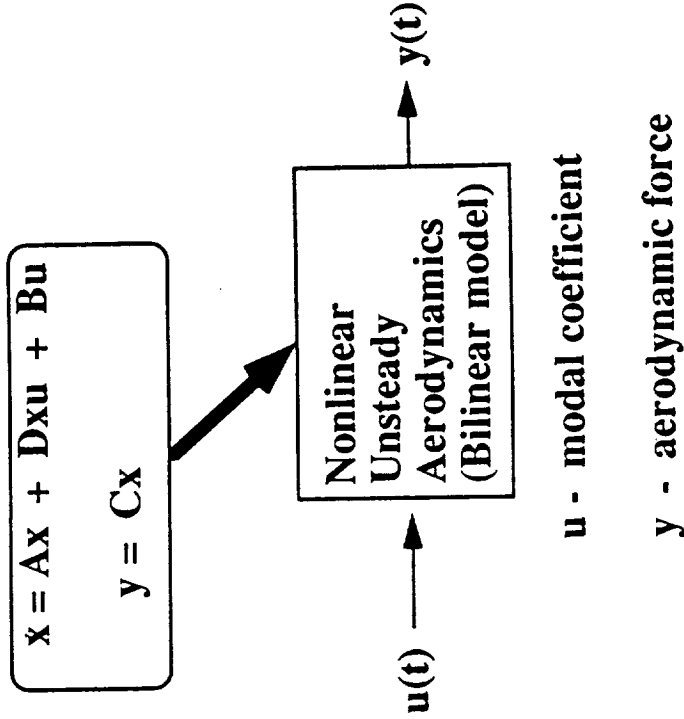 ẋ = Ax + Dxu + Bu
y = Cx
u(t)
Nonlinear
Unsteady
Aerodynamics
(Bilinear model)
y(t)
u - modal coefficient
y - aerodynamic force